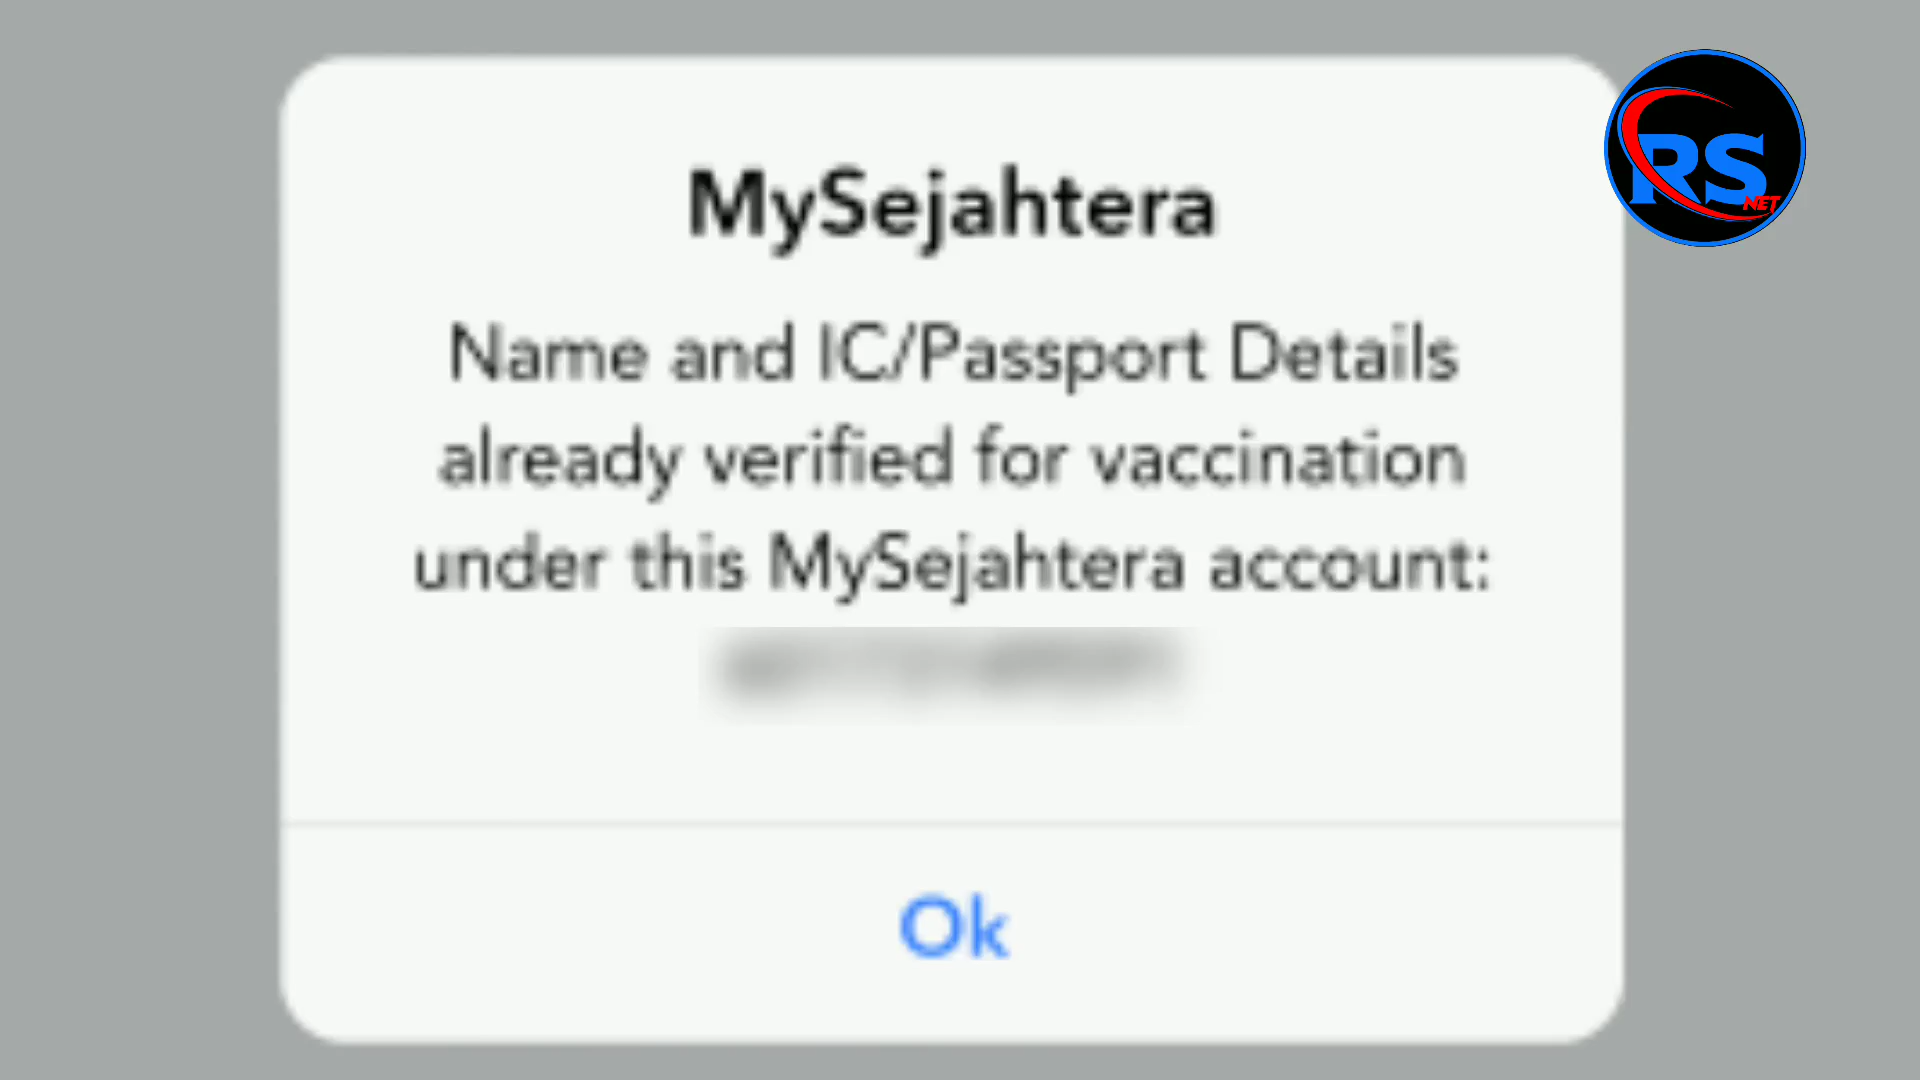 MySejahtera
Name and IC/Passport Details
already verified for vaccination
under this MySejahtera account:
Ok
RS
NET